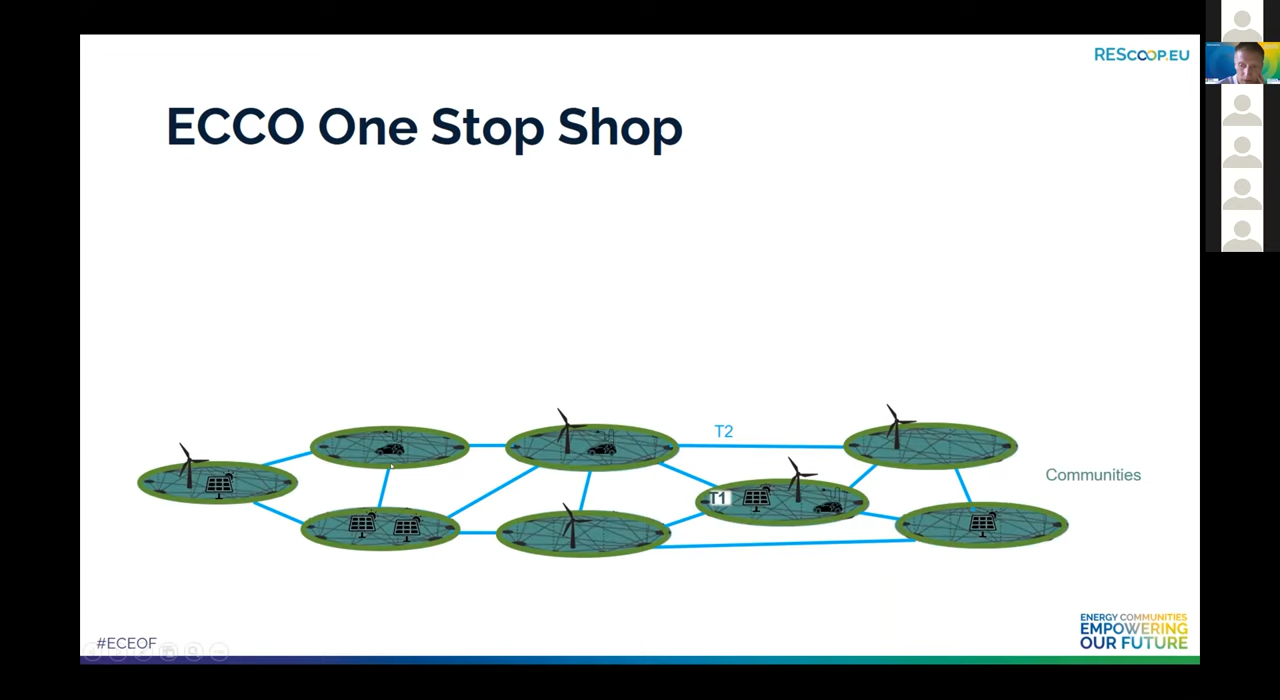 REScoop.EU
ECCO One Stop Shop
T2
Communities
T1
ENERGY COMMUNITIES
EMPOWERING
OUR FUTURE
#ECEOF